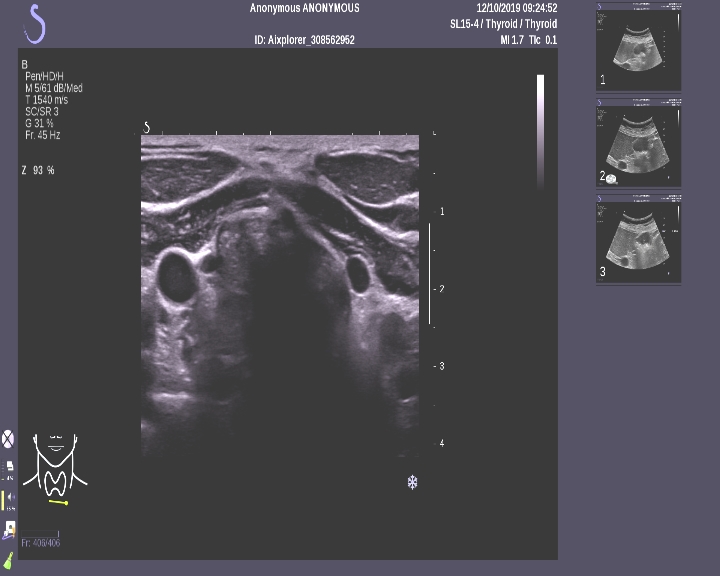 Anonymous ANONYMOUS
12/10/2019 09:24:52
SL15-4 / Thyroid / Thyroid
ID: Aixplorer_308562952
MI 1.7 TIc 0.1
B
Pen/HD/H
M 5/61 dB/Med
T 1540 m/s
SC/SR 3
G 31 %
Fr. 45 Hz
Z 93 %
S
1
2
3
4
Fr: 406/406
1
2
3